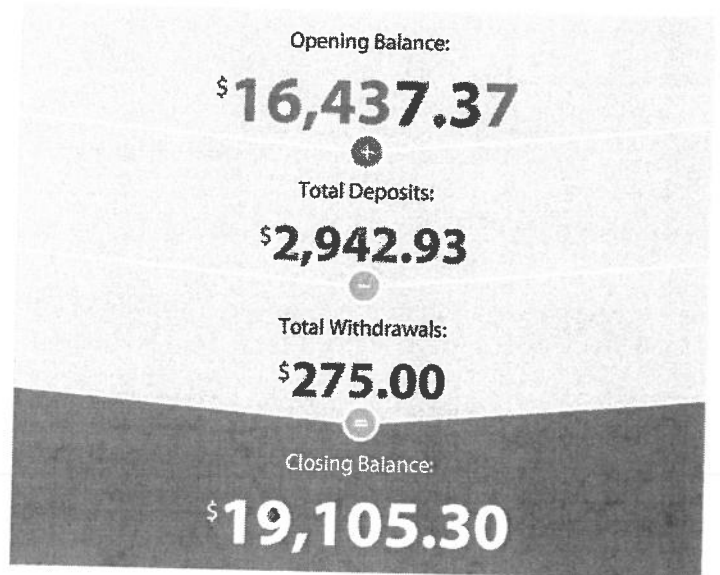 Opening Balance:
$16,437.37
+
Total Deposits:
$2,942.93
−
Total Withdrawals:
$275.00
=
Closing Balance:
$19,105.30